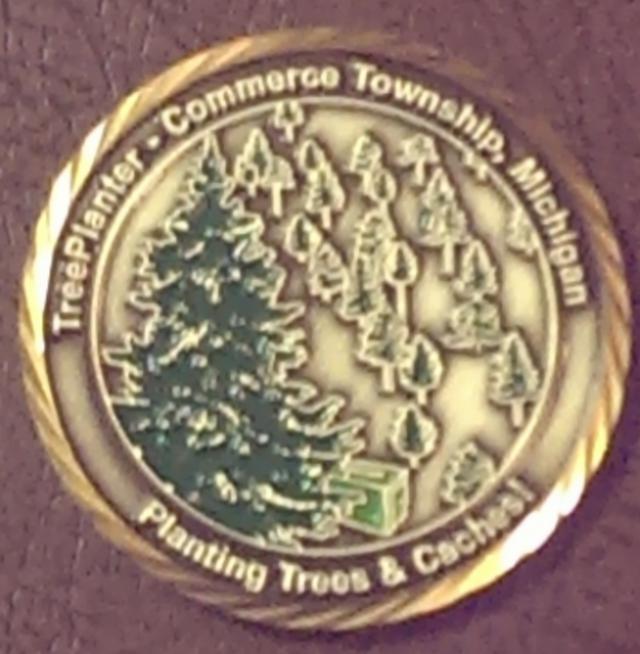 TreePlanter - Commerce Township, Michigan
Planting Trees & Caches!